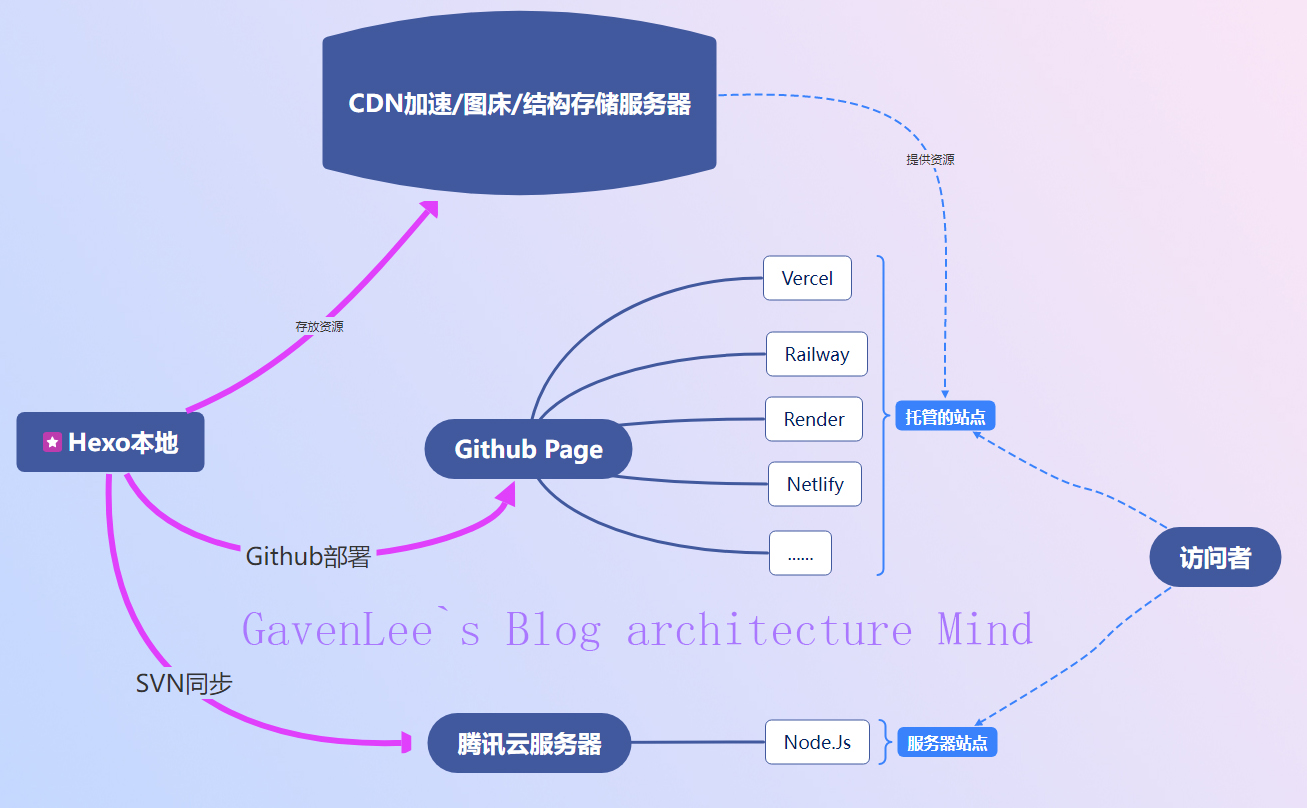 CDN加速/图床/结构存储服务器
提供资源
存放资源
Vercel
Railway
Render
Netlify
......
托管的站点
Hexo本地
Github Page
Github部署
访问者
GavenLee`s Blog architecture Mind
SVN同步
腾讯云服务器
Node.Js
服务器站点